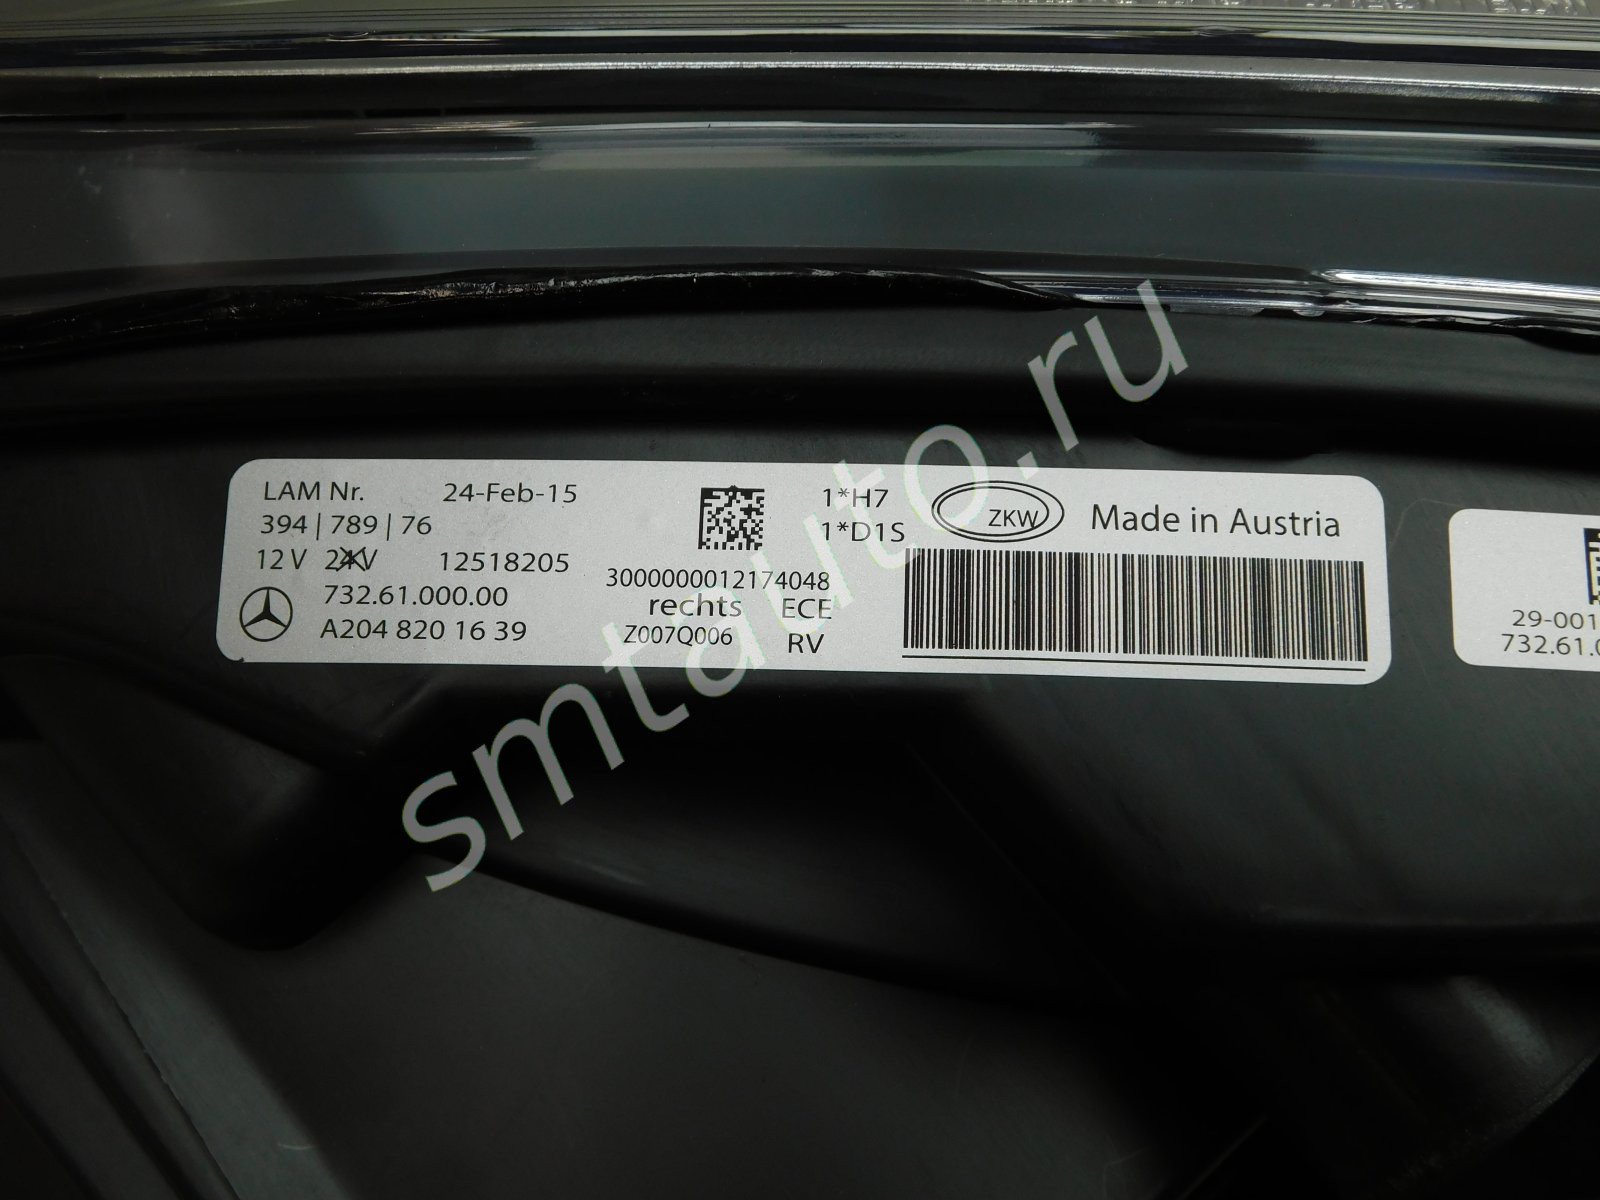 LAM Nr. 24-Feb-15
394 | 789 | 76
12 V 24V 12518205
732.61.000.00
A204 820 16 39
3000000012174048
rechts ECE
Z007Q006 RV
1*H7
1*D1S
ZKW
Made in Austria
29-001
732.61.0
smtauto.ru